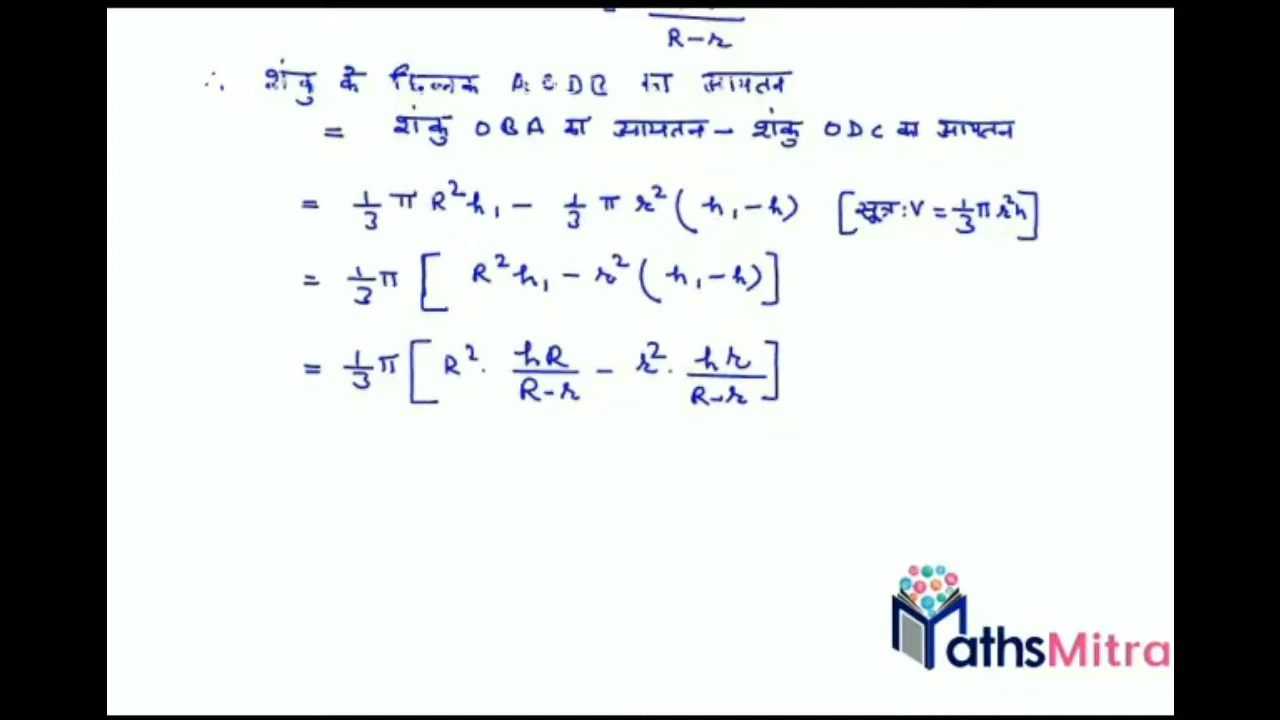 R-r
∴ शंकु के छिन्नक ACDB का आयतन
= शंकु OBA का आयतन - शंकु ODC का आयतन
= 1/3 π R²h₁ - 1/3 π r² (h₁-h) [सूत्र: V = 1/3 π r²h]
= 1/3 π [R²h₁ - r² (h₁-h)]
= 1/3 π [R² · hR/R-r - r² · hr/R-r]
MathsMitra